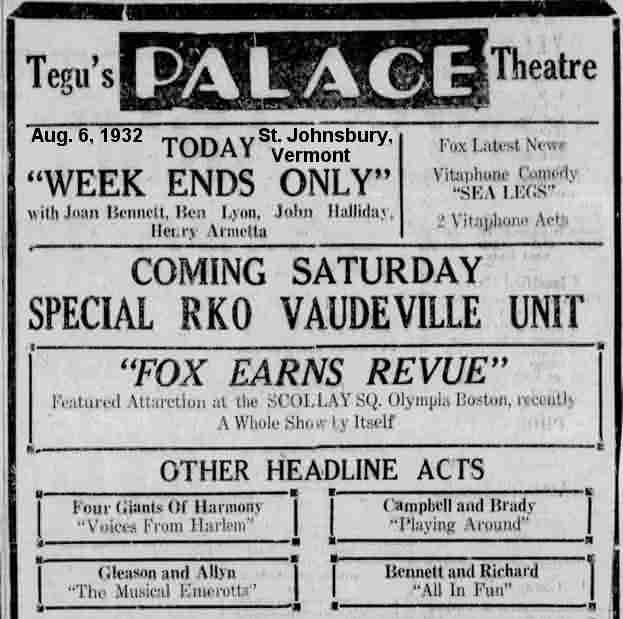 Tegu's PALACE Theatre
Aug. 6, 1932
St. Johnsbury,
Vermont
TODAY
"WEEK ENDS ONLY"
with Joan Bennett, Ben Lyon, John Halliday,
Henry Armetta
Fox Latest News
Vitaphone Comedy
"SEA LEGS"
2 Vitaphone Acts
COMING SATURDAY
SPECIAL RKO VAUDEVILLE UNIT
"FOX EARNS REVUE"
Featured Attarction at the SCOLLAY SQ. Olympia Boston, recently
A Whole Show by Itself
OTHER HEADLINE ACTS
Four Giants Of Harmony
"Voices From Harlem"
Campbell and Brady
"Playing Around"
Gleason and Allyn
"The Musical Emerotts"
Bennett and Richard
"All In Fun"